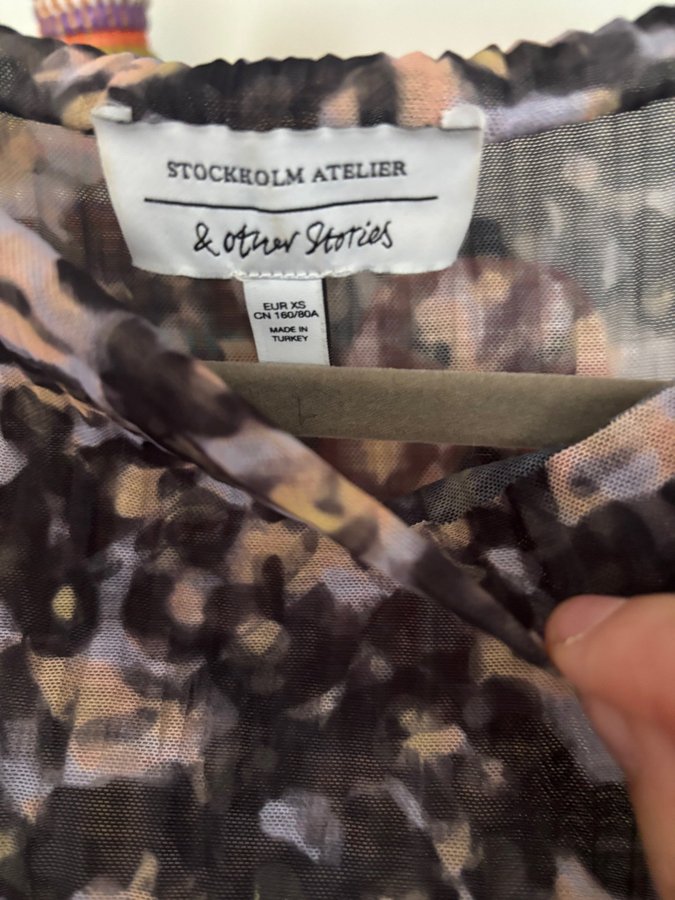 STOCKHOLM ATELIER
& other Stories
EUR XS
CN 160/80A
MADE IN
TURKEY